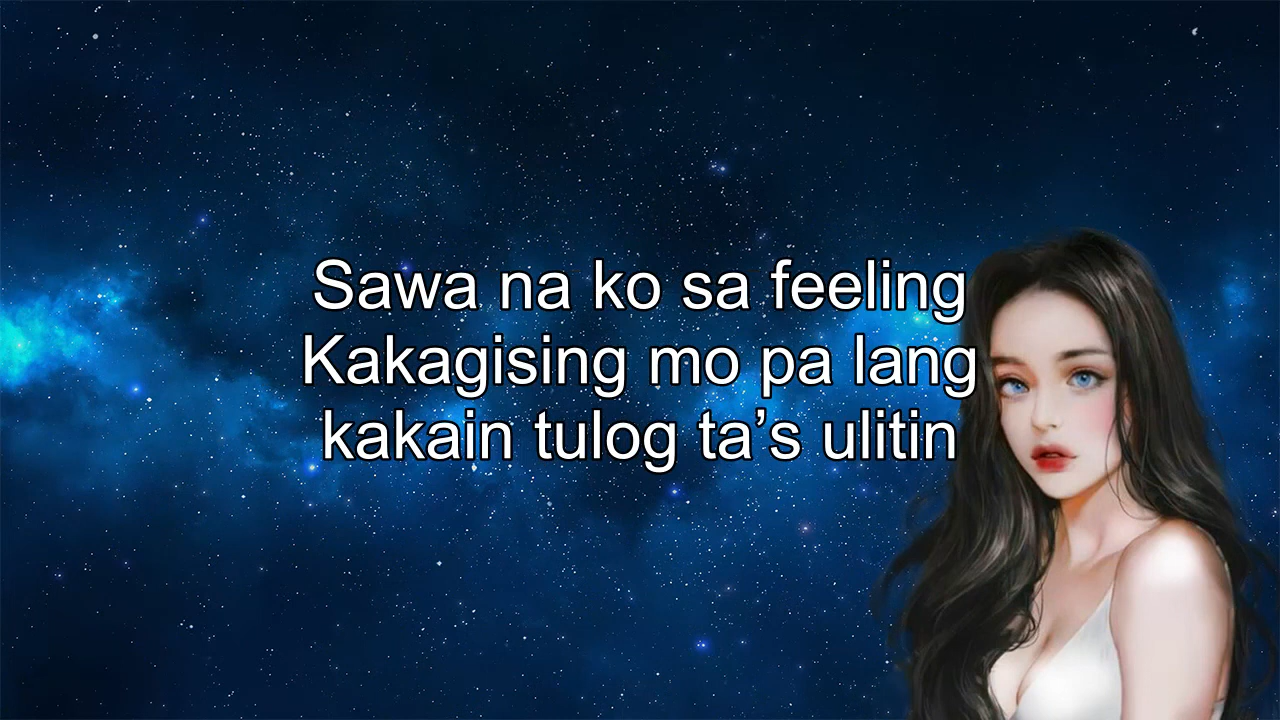 Sawa na ko sa feeling
Kakagising mo pa lang
kakain tulog ta’s ulitin